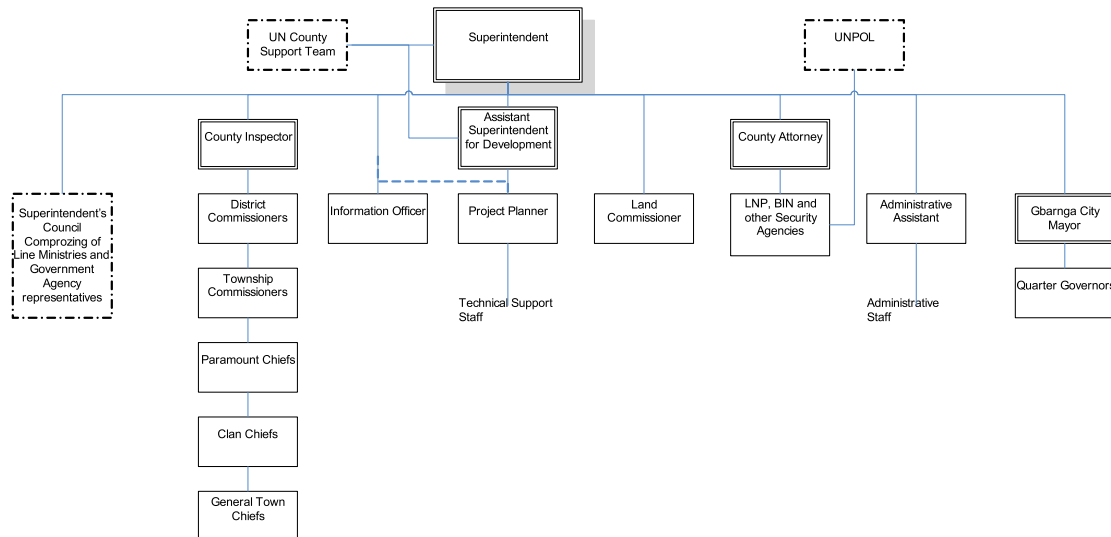 UN County
Support Team
Superintendent
UNPOL
County Inspector
Assistant
Superintendent
for Development
County Attorney
Superintendent's
Council
Comprozing of
Line Ministries and
Government
Agency
representatives
District
Commissioners
Information Officer
Project Planner
Land
Commissioner
LNP, BIN and
other Security
Agencies
Administrative
Assistant
Gbarnga City
Mayor
Township
Commissioners
Technical Support
Staff
Administrative
Staff
Quarter Governors
Paramount Chiefs
Clan Chiefs
General Town
Chiefs